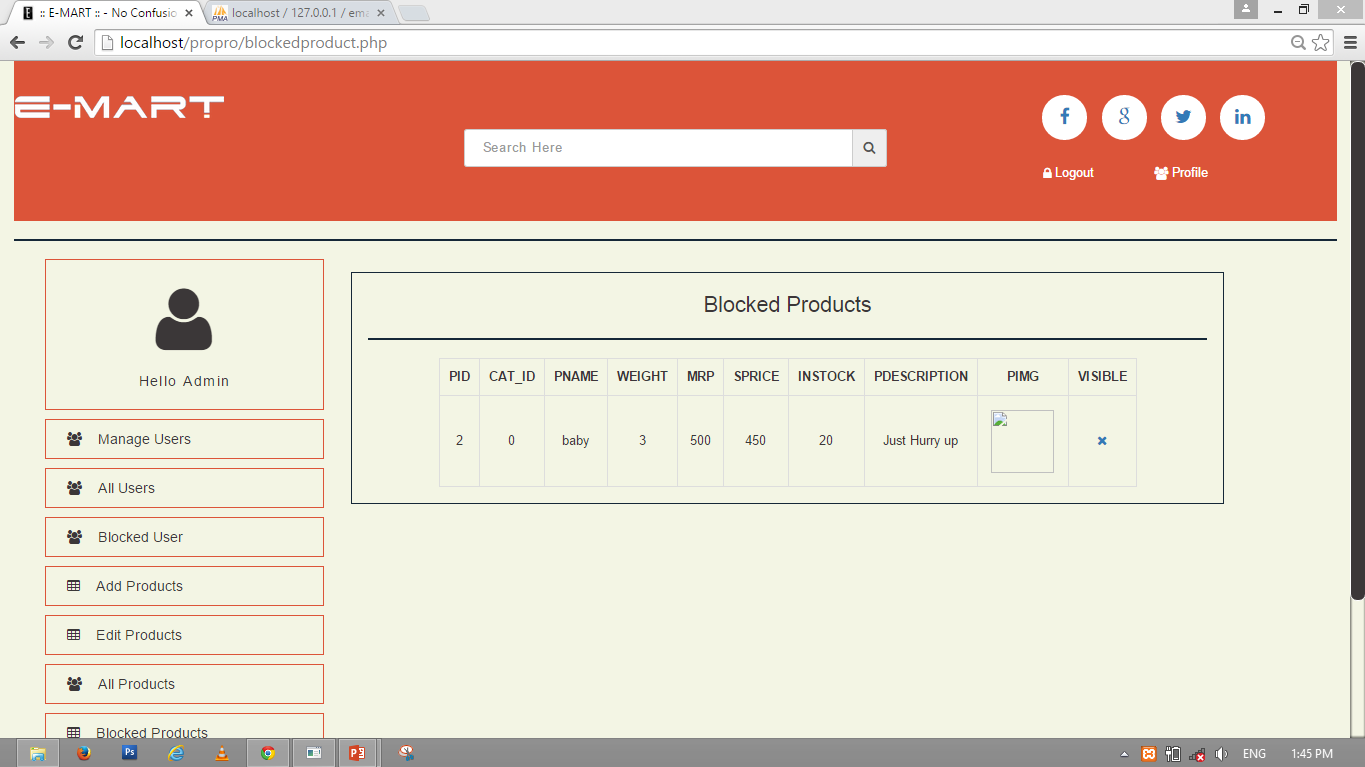 :: E-MART :: - No Confusio
localhost / 127.0.0.1 / ema
localhost/propro/blockedproduct.php
E-MART
Search Here
Logout
Profile
Hello Admin
Manage Users
All Users
Blocked User
Add Products
Edit Products
All Products
Blocked Products
Blocked Products
PID CAT_ID PNAME WEIGHT MRP SPRICE INSTOCK PDESCRIPTION PIMG VISIBLE
2 0 baby 3 500 450 20 Just Hurry up
ENG
1:45 PM